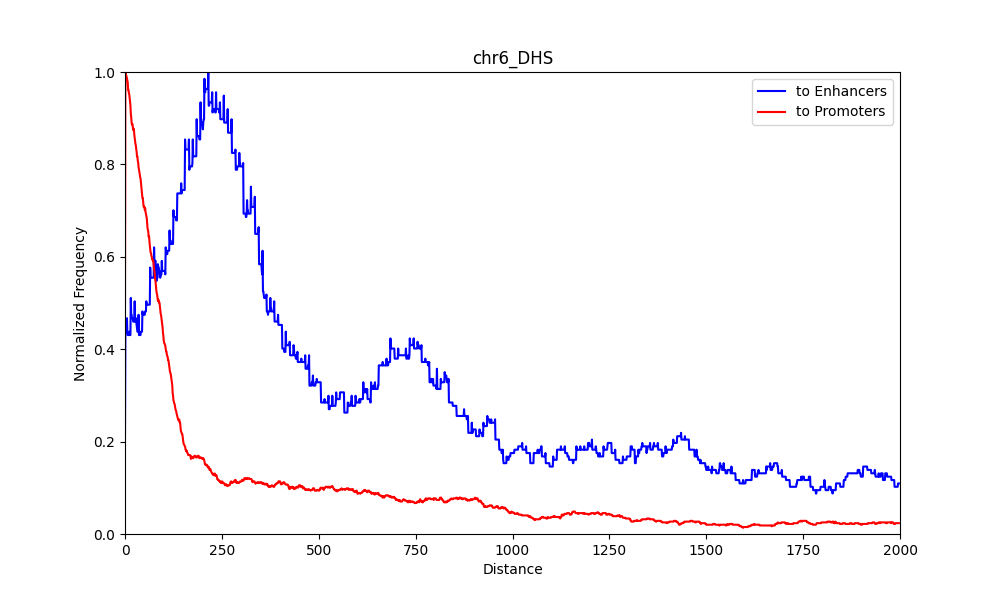 chr6_DHS
to Enhancers
to Promoters
Normalized Frequency
1.0
0.8
0.6
0.4
0.2
0.0
0 250 500 750 1000 1250 1500 1750 2000
Distance